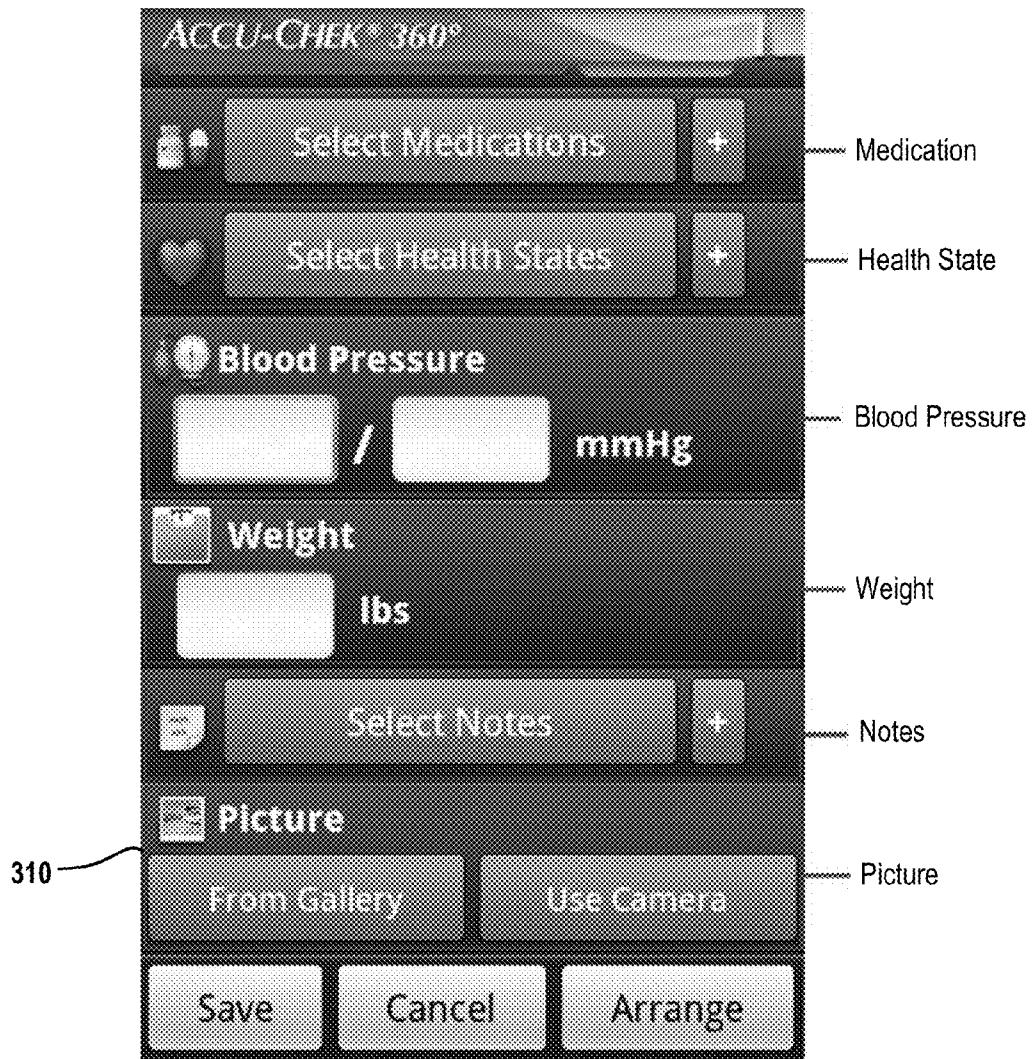 ACCU-CHEK® 360°
Select Medications +
Medication
Select Health States +
Health State
Blood Pressure
/ mmHg
Blood Pressure
Weight
lbs
Weight
Select Notes +
Notes
Picture
310
From Gallery Use Camera
Picture
Save Cancel Arrange